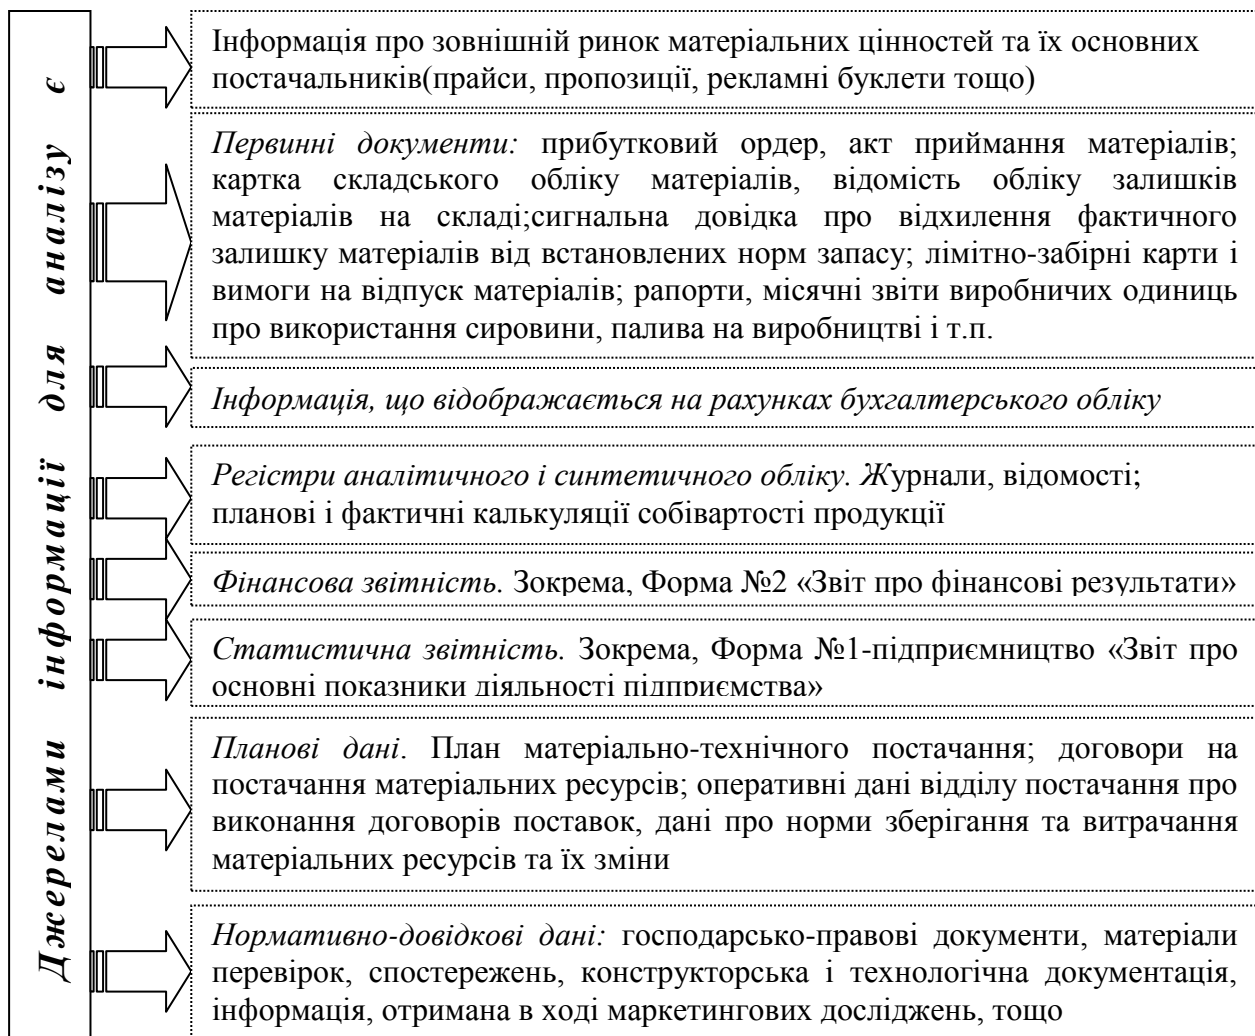 Джерелами інформації для аналізу є
Інформація про зовнішній ринок матеріальних цінностей та їх основних
постачальників(прайси, пропозиції, рекламні буклети тощо)
Первинні документи: прибутковий ордер, акт приймання матеріалів;
картка складського обліку матеріалів, відомість обліку залишків
матеріалів на складі;сигнальна довідка про відхилення фактичного
залишку матеріалів від встановлених норм запасу; лімітно-забірні карти і
вимоги на відпуск матеріалів; рапорти, місячні звіти виробничих одиниць
про використання сировини, палива на виробництві і т.п.
Інформація, що відображається на рахунках бухгалтерського обліку
Регістри аналітичного і синтетичного обліку. Журнали, відомості;
планові і фактичні калькуляції собівартості продукції
Фінансова звітність. Зокрема, Форма №2 «Звіт про фінансові результати»
Статистична звітність. Зокрема, Форма №1-підприємництво «Звіт про
основні показники діяльності підприємства»
Планові дані. План матеріально-технічного постачання; договори на
постачання матеріальних ресурсів; оперативні дані відділу постачання про
виконання договорів поставок, дані про норми зберігання та витрачання
матеріальних ресурсів та їх зміни
Нормативно-довідкові дані: господарсько-правові документи, матеріали
перевірок, спостережень, конструкторська і технологічна документація,
інформація, отримана в ході маркетингових досліджень, тощо